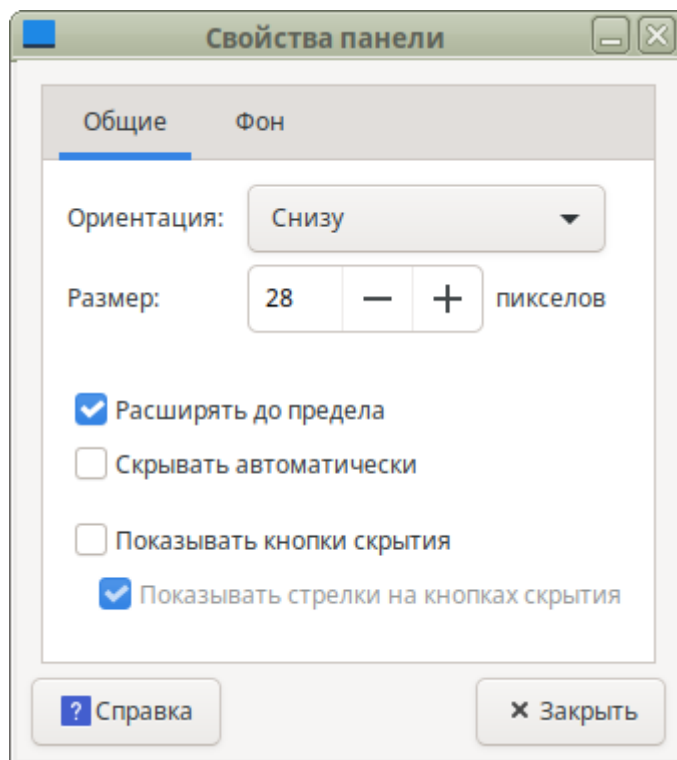 Свойства панели
Общие Фон
Ориентация: Снизу
Размер: 28 пикселов
Расширять до предела
Скрывать автоматически
Показывать кнопки скрытия
Показывать стрелки на кнопках скрытия
? Справка × Закрыть